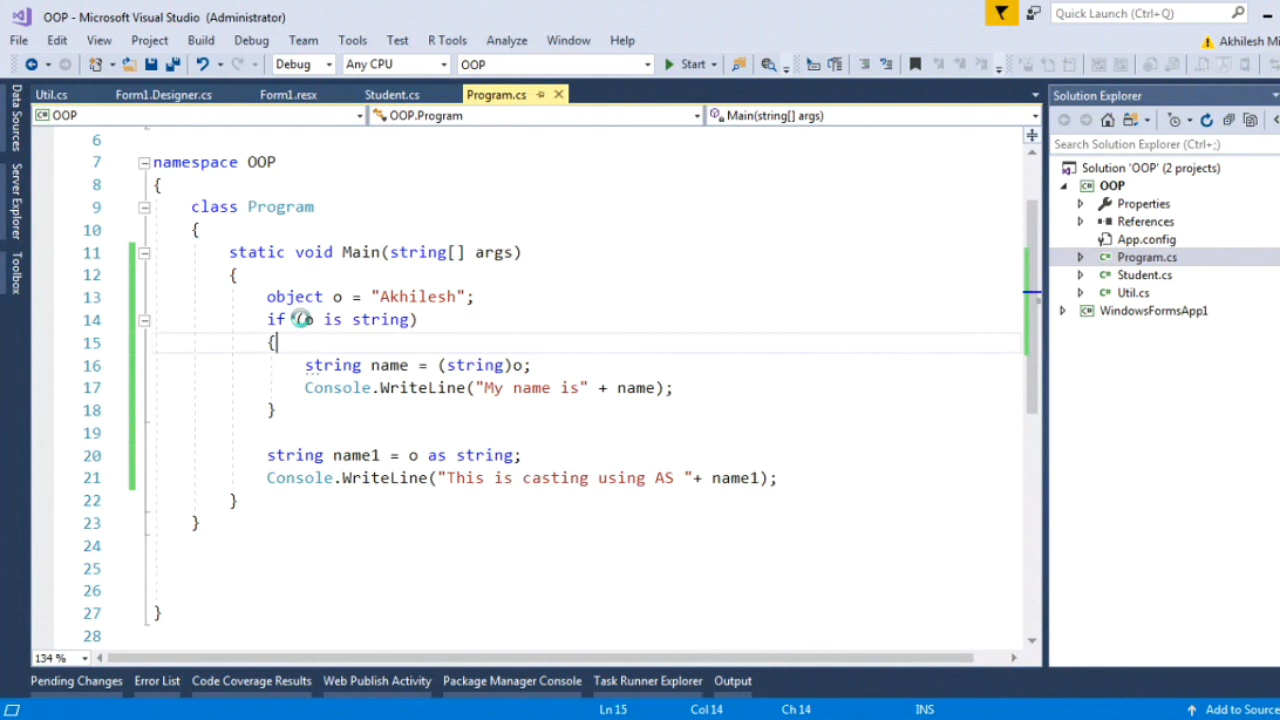 OOP - Microsoft Visual Studio (Administrator)
Quick Launch (Ctrl+Q)
File Edit View Project Build Debug Team Tools Test R Tools Analyze Window Help
Akhilesh Mi
Debug Any CPU OOP Start
Util.cs Form1.Designer.cs Form1.resx Student.cs Program.cs
OOP OOP.Program Main(string[] args)
Data Sources
Server Explorer
Toolbox
6
7 namespace OOP
8 {
9 class Program
10 {
11 static void Main(string[] args)
12 {
13 object o = "Akhilesh";
14 if (o is string)
15 {
16 string name = (string)o;
17 Console.WriteLine("My name is" + name);
18 }
19
20 string name1 = o as string;
21 Console.WriteLine("This is casting using AS "+ name1);
22 }
23 }
24
25
26
27 }
28
134 %
Solution Explorer
Search Solution Explorer (Ctrl+;)
Solution 'OOP' (2 projects)
OOP
Properties
References
App.config
Program.cs
Student.cs
Util.cs
WindowsFormsApp1
Pending Changes Error List Code Coverage Results Web Publish Activity Package Manager Console Task Runner Explorer Output
Ln 15 Col 14 Ch 14 INS Add to Source